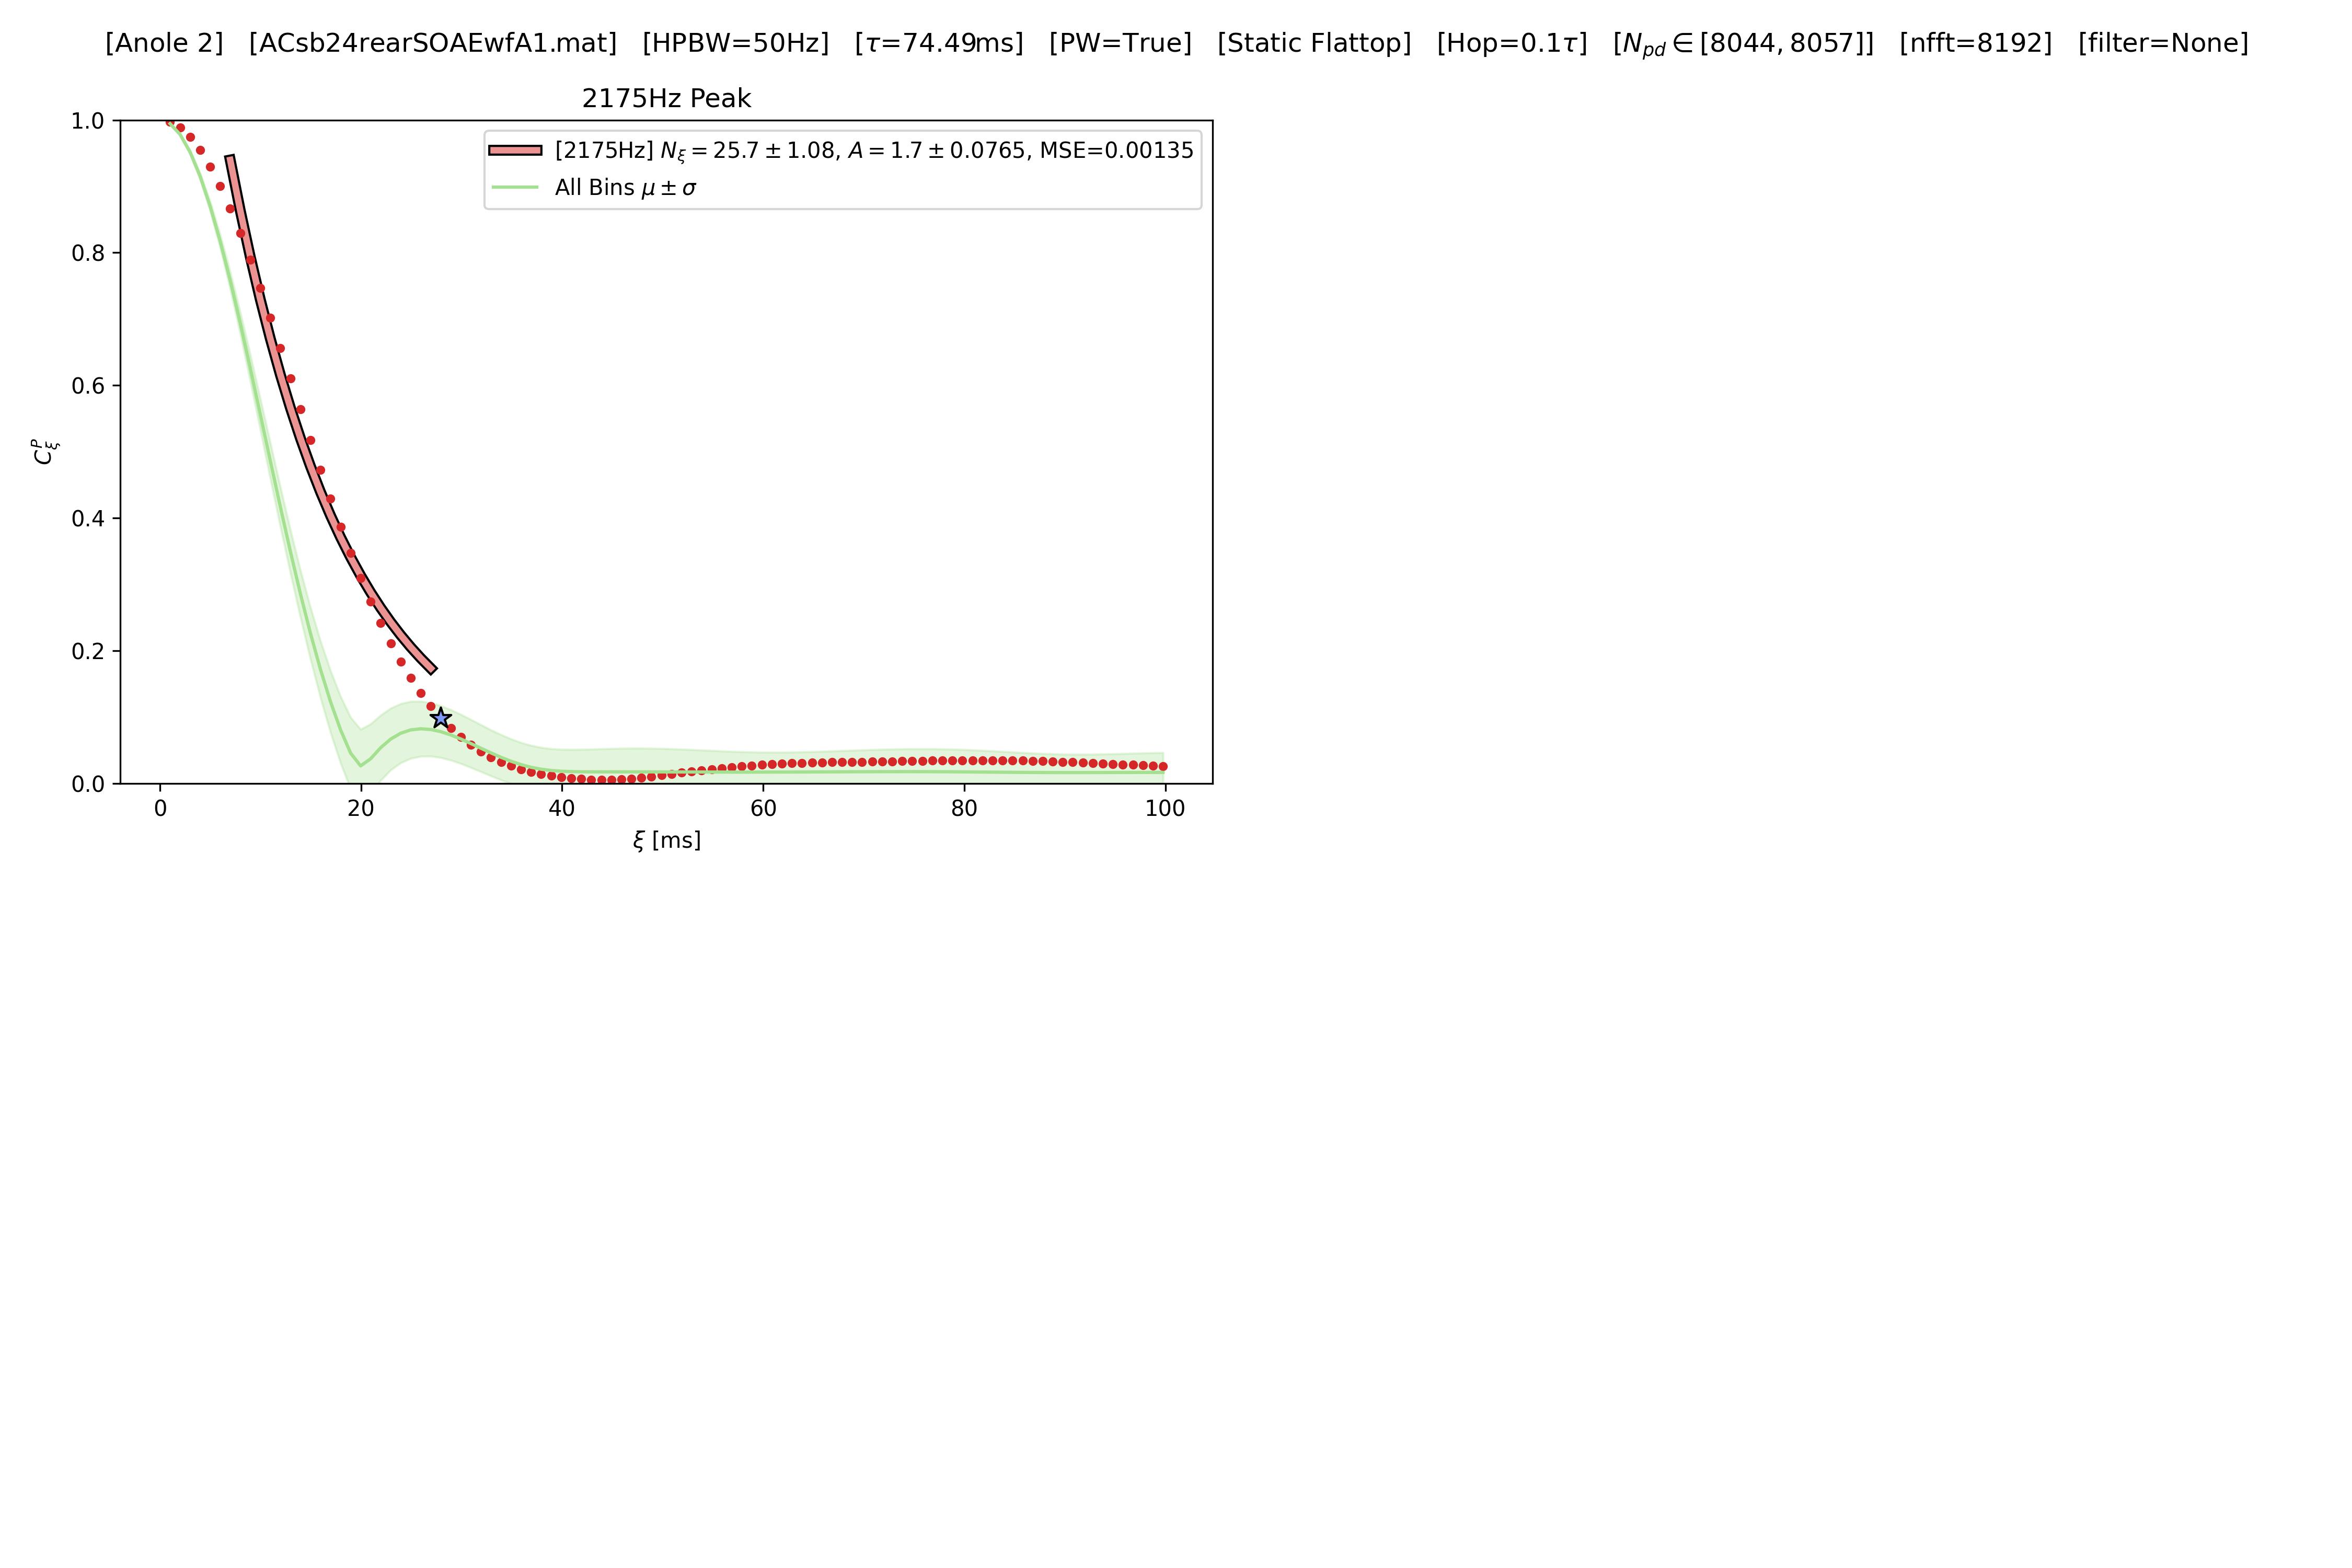 [Anole 2] [ACsb24rearSOAEwfA1.mat] [HPBW=50Hz] [τ=74.49ms] [PW=True] [Static Flattop] [Hop=0.1τ] [N_{pd} ∈ [8044, 8057]] [nfft=8192] [filter=None]
2175Hz Peak
[2175Hz] N_ξ = 25.7 ± 1.08, A = 1.7 ± 0.0765, MSE=0.00135
All Bins μ ± σ
C_ξ^P
1.0
0.8
0.6
0.4
0.2
0.0
0 20 40 60 80 100
ξ [ms]